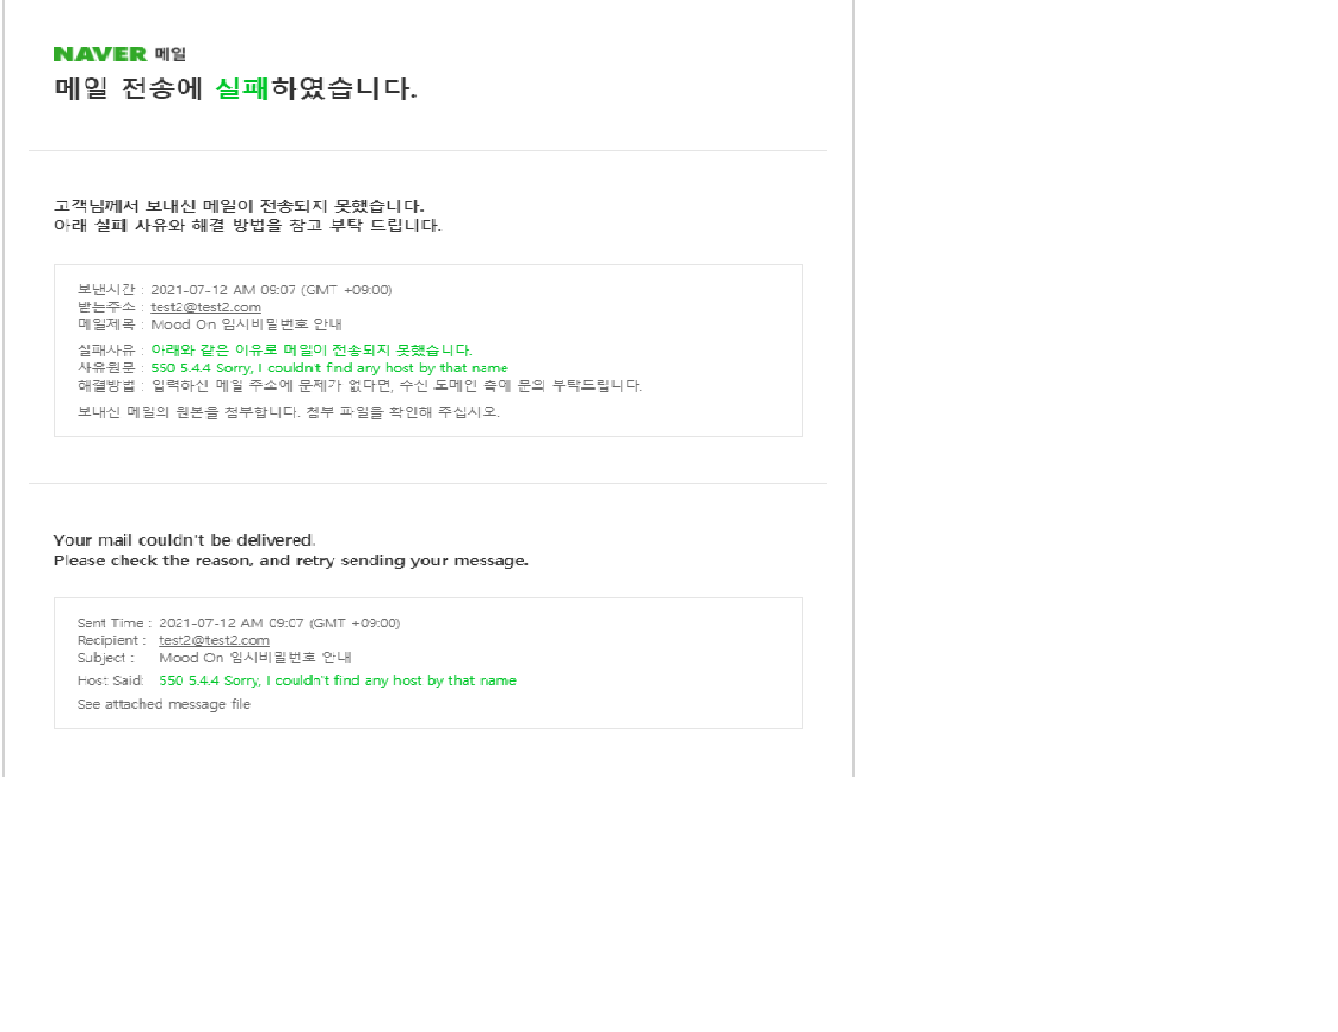 NAVER 메일
메일 전송에 실패하였습니다.
고객님께서 보내신 메일이 전송되지 못했습니다.
아래 실패 사유와 해결 방법을 참고 부탁 드립니다.
보낸시간 : 2021-07-12 AM 09:07 (GMT +09:00)
받는주소 : test2@test2.com
메일제목 : Mood On 임시비밀번호 안내
실패사유 : 아래와 같은 이유로 메일이 전송되지 못했습니다.
사유원문 : 550 5.4.4 Sorry, I couldn't find any host by that name
해결방법 : 입력하신 메일 주소에 문제가 없다면, 수신 도메인 측에 문의 부탁드립니다.
보내신 메일의 원본을 첨부합니다. 첨부 파일을 확인해 주십시오.
Your mail couldn't be delivered.
Please check the reason, and retry sending your message.
Sent Time : 2021-07-12 AM 09:07 (GMT +09:00)
Recipient : test2@test2.com
Subject : Mood On 임시비밀번호 안내
Host Said: 550 5.4.4 Sorry, I couldn't find any host by that name
See attached message file